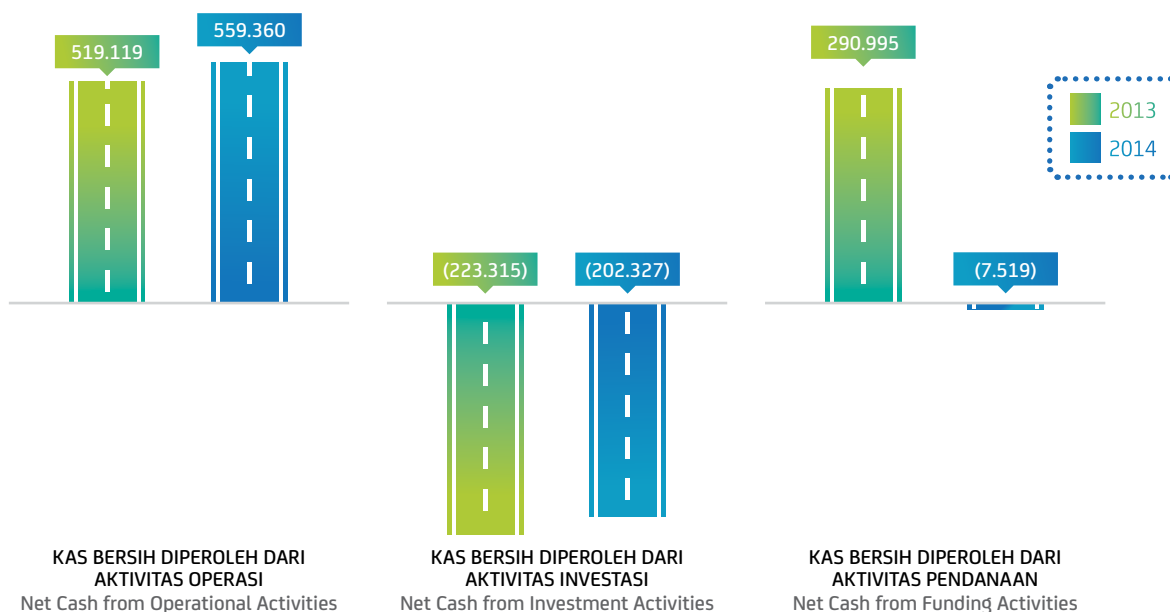 519.119
559.360
290.995
2013
2014
(223.315)
(202.327)
(7.519)
KAS BERSIH DIPEROLEH DARI
AKTIVITAS OPERASI
Net Cash from Operational Activities
KAS BERSIH DIPEROLEH DARI
AKTIVITAS INVESTASI
Net Cash from Investment Activities
KAS BERSIH DIPEROLEH DARI
AKTIVITAS PENDANAAN
Net Cash from Funding Activities